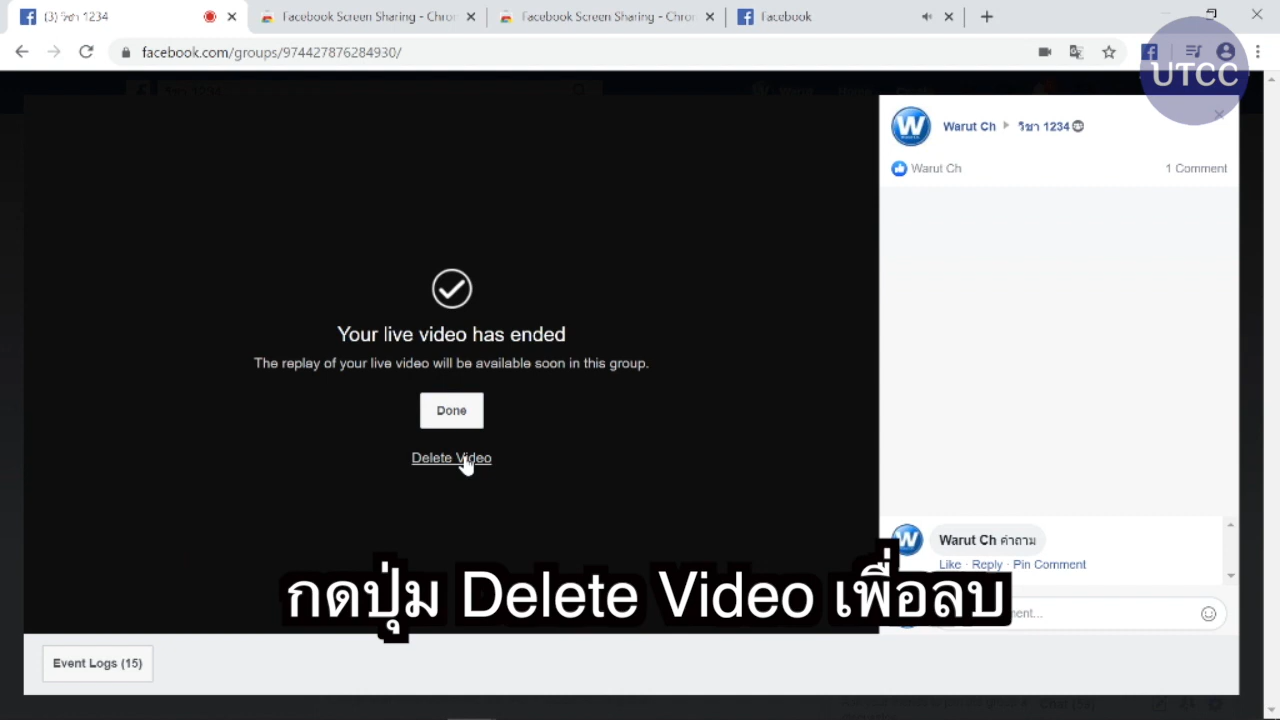 (3) วิชา 1234
Facebook Screen Sharing - Chror
Facebook Screen Sharing - Chror
Facebook
facebook.com/groups/974427876284930/
UTCC
Warut Ch
วิชา 1234
Warut Ch
1 Comment
Your live video has ended
The replay of your live video will be available soon in this group.
Done
Delete Video
Warut Ch คำถาม
Like · Reply · Pin Comment
กดปุ่ม Delete Video เพื่อลบ
Event Logs (15)